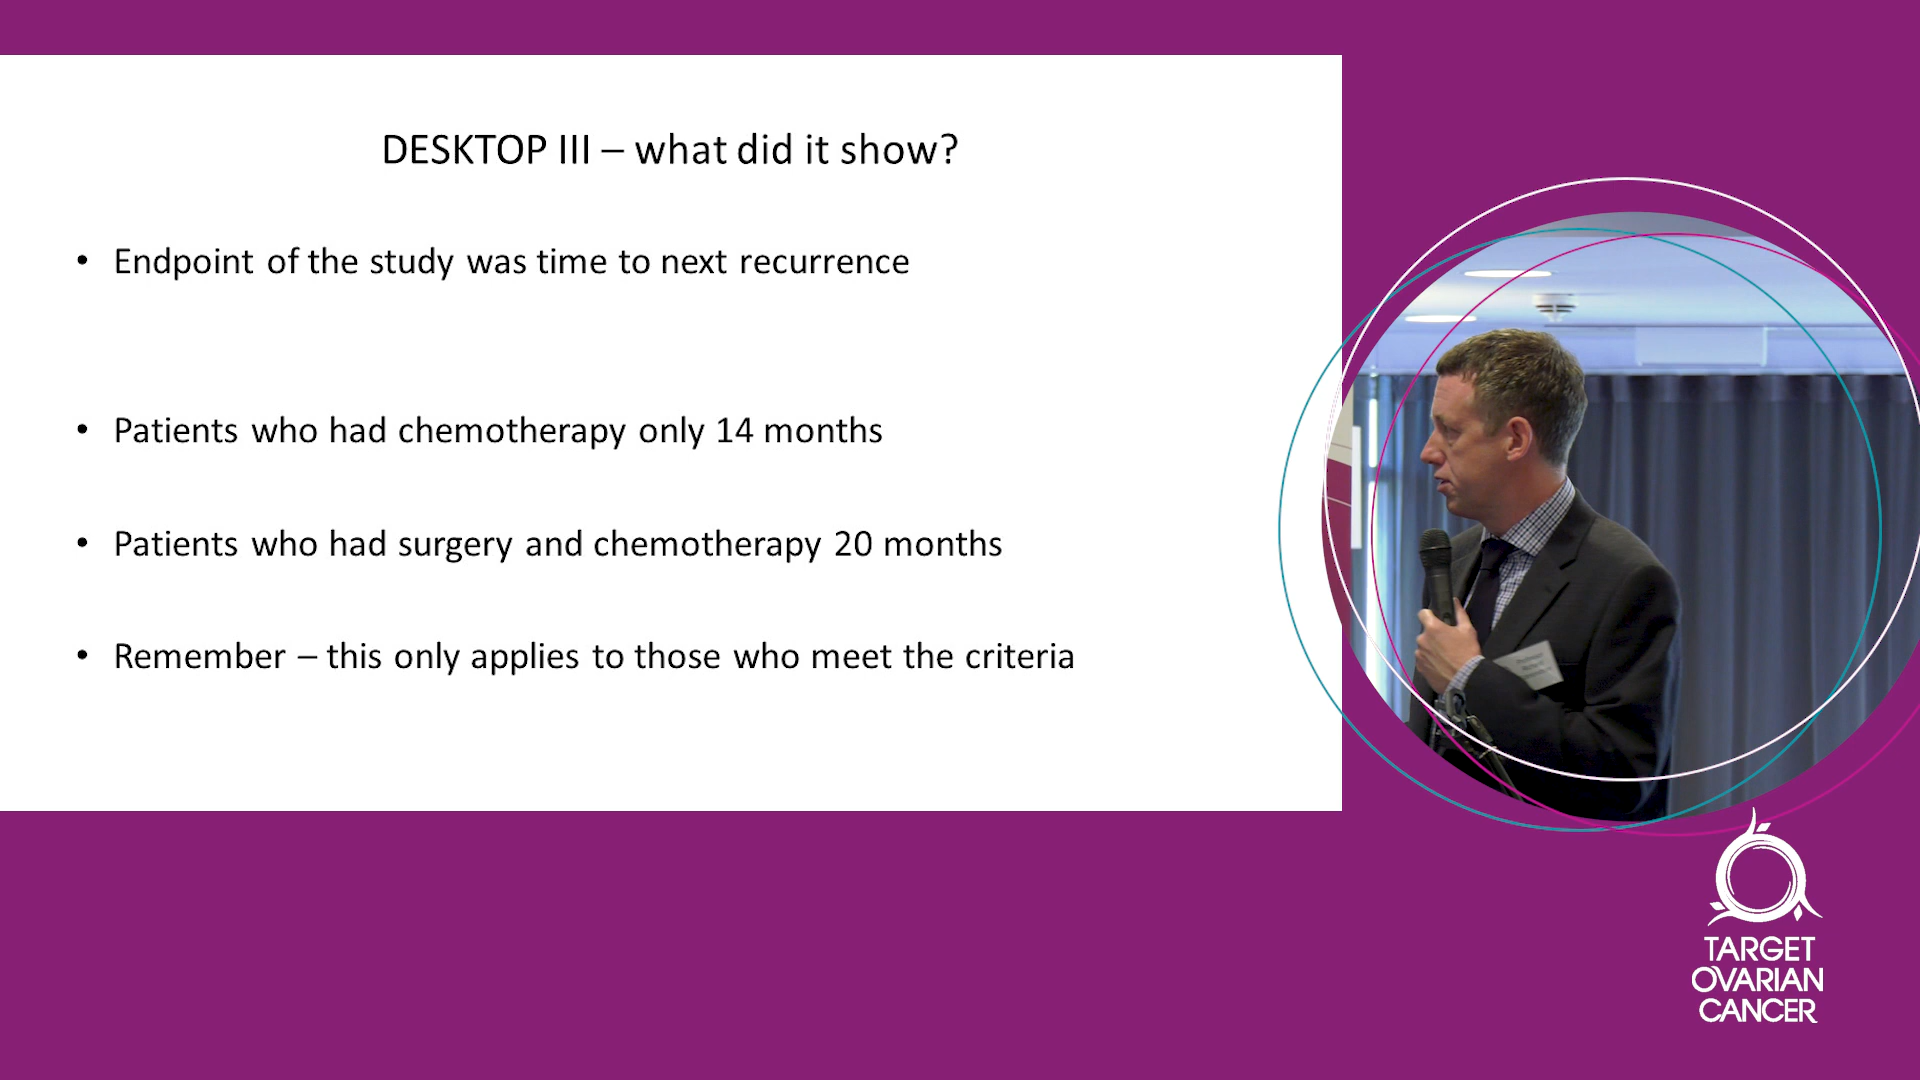 DESKTOP III – what did it show?
• Endpoint of the study was time to next recurrence
• Patients who had chemotherapy only 14 months
• Patients who had surgery and chemotherapy 20 months
• Remember – this only applies to those who meet the criteria
TARGET
OVARIAN
CANCER